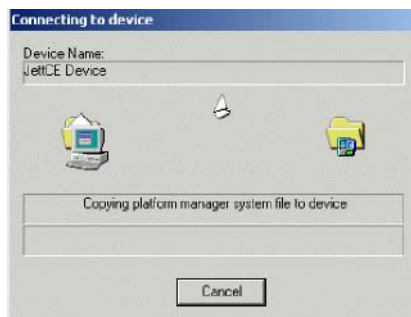 Connecting to device
Device Name:
JettCE Device
Copying platform manager system file to device
Cancel